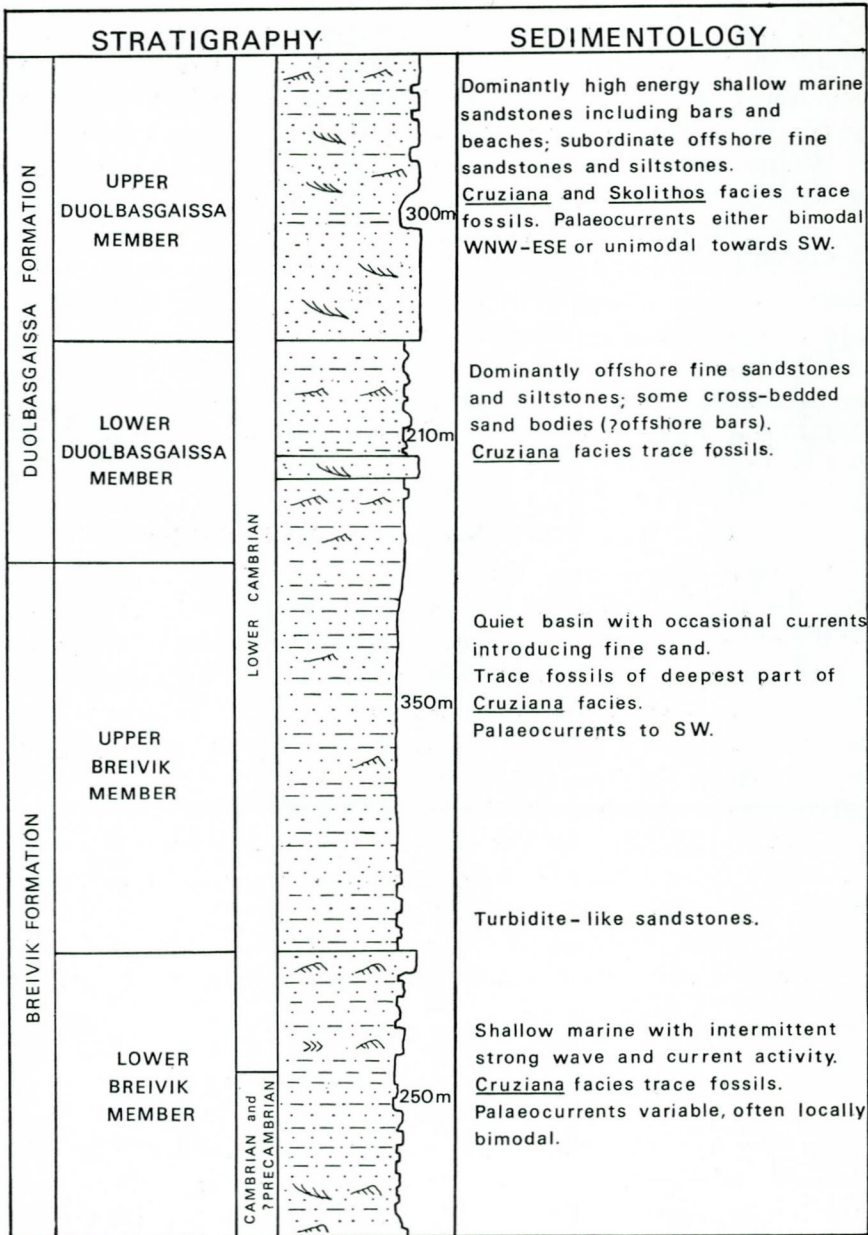 STRATIGRAPHY
SEDIMENTOLOGY
DUOLBASGAISSA FORMATION
UPPER
DUOLBASGAISSA
MEMBER
300m
Dominantly high energy shallow marine
sandstones including bars and
beaches; subordinate offshore fine
sandstones and siltstones.
Cruziana and Skolithos facies trace
fossils. Palaeocurrents either bimodal
WNW-ESE or unimodal towards SW.
LOWER
DUOLBASGAISSA
MEMBER
210m
Dominantly offshore fine sandstones
and siltstones; some cross-bedded
sand bodies (?offshore bars).
Cruziana facies trace fossils.
LOWER CAMBRIAN
BREIVIK FORMATION
UPPER
BREIVIK
MEMBER
350m
Quiet basin with occasional currents
introducing fine sand.
Trace fossils of deepest part of
Cruziana facies.
Palaeocurrents to SW.
Turbidite-like sandstones.
LOWER
BREIVIK
MEMBER
CAMBRIAN and
?PRECAMBRIAN
250m
Shallow marine with intermittent
strong wave and current activity.
Cruziana facies trace fossils.
Palaeocurrents variable, often locally
bimodal.